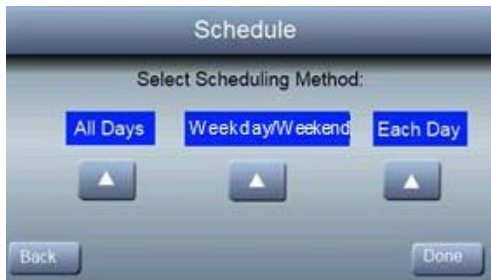 Schedule
Select Scheduling Method:
All Days Weekday/Weekend Each Day
Back Done